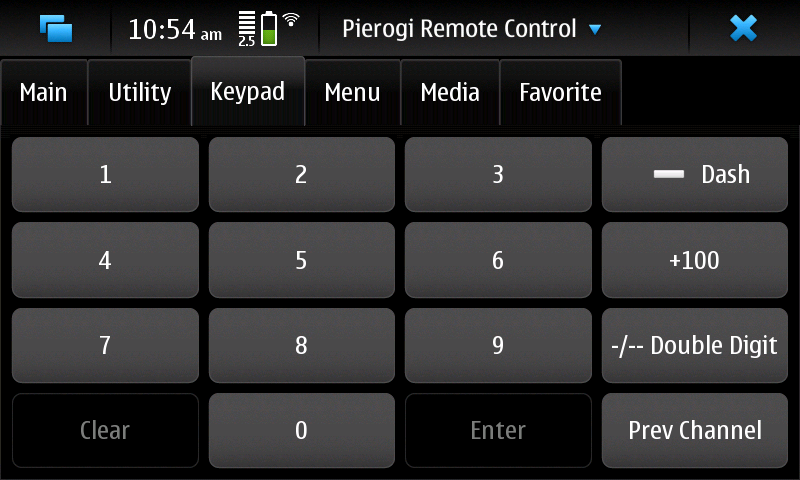 10:54 am 2.5 Pierogi Remote Control
Main Utility Keypad Menu Media Favorite
1 2 3 Dash
4 5 6 +100
7 8 9 -/-- Double Digit
Clear 0 Enter Prev Channel